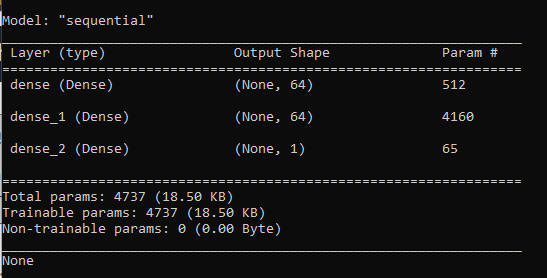 Model: "sequential"
_________________________________________________________________
Layer (type) Output Shape Param #
=================================================================
dense (Dense) (None, 64) 512
dense_1 (Dense) (None, 64) 4160
dense_2 (Dense) (None, 1) 65
=================================================================
Total params: 4737 (18.50 KB)
Trainable params: 4737 (18.50 KB)
Non-trainable params: 0 (0.00 Byte)
_________________________________________________________________
None